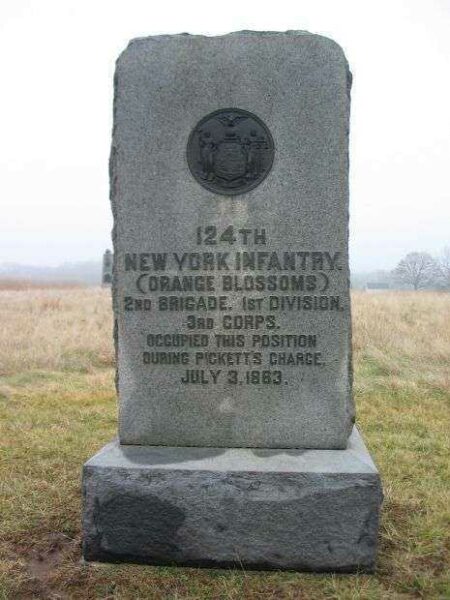 124TH
NEW YORK INFANTRY.
(ORANGE BLOSSOMS)
2ND BRIGADE. 1ST DIVISION,
3RD CORPS.
OCCUPIED THIS POSITION
DURING PICKETT'S CHARGE.
JULY 3, 1863.